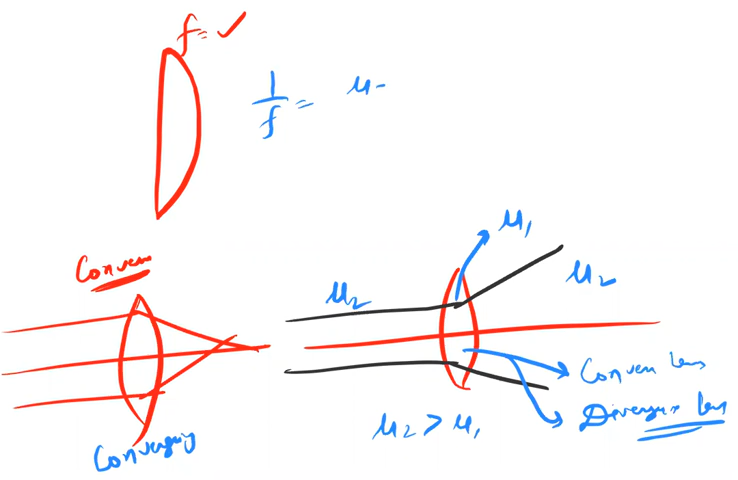 f = ✓
1/f = μ-
Convex
Converging
μ₁
μ₂
μ₂
Convex lens
Diverging lens
μ₂ > μ₁